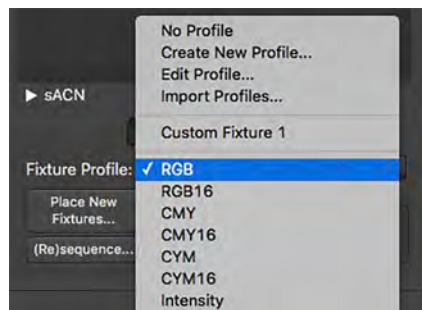 No Profile
Create New Profile...
Edit Profile...
Import Profiles...
▶ sACN
Custom Fixture 1
Fixture Profile: ✓ RGB
RGB16
Place New
Fixtures...
CMY
CMY16
(Re)sequence...
CYM
CYM16
Intensity